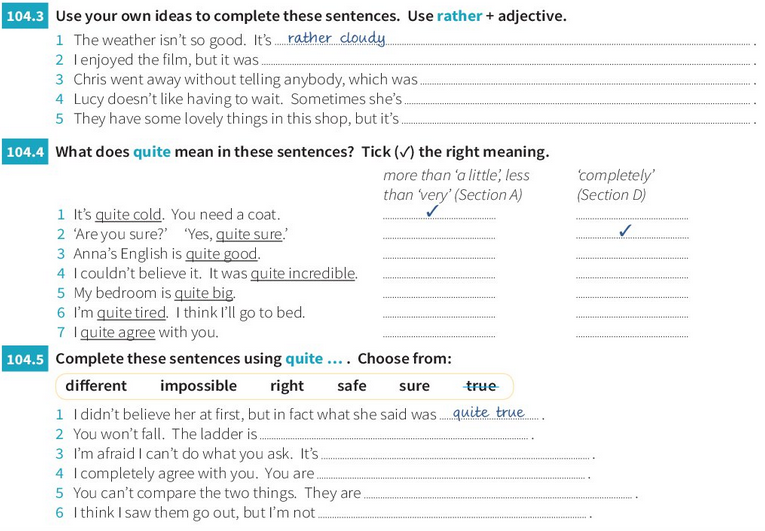 104.3 Use your own ideas to complete these sentences. Use rather + adjective.
1 The weather isn't so good. It's rather cloudy .
2 I enjoyed the film, but it was .
3 Chris went away without telling anybody, which was .
4 Lucy doesn't like having to wait. Sometimes she's .
5 They have some lovely things in this shop, but it's .
104.4 What does quite mean in these sentences? Tick (✓) the right meaning.
more than 'a little', less 'completely'
than 'very' (Section A) (Section D)
1 It's quite cold. You need a coat. ✓
2 'Are you sure?' 'Yes, quite sure.' ✓
3 Anna's English is quite good.
4 I couldn't believe it. It was quite incredible.
5 My bedroom is quite big.
6 I'm quite tired. I think I'll go to bed.
7 I quite agree with you.
104.5 Complete these sentences using quite … . Choose from:
different impossible right safe sure true
1 I didn't believe her at first, but in fact what she said was quite true .
2 You won't fall. The ladder is .
3 I'm afraid I can't do what you ask. It's .
4 I completely agree with you. You are .
5 You can't compare the two things. They are .
6 I think I saw them go out, but I'm not .